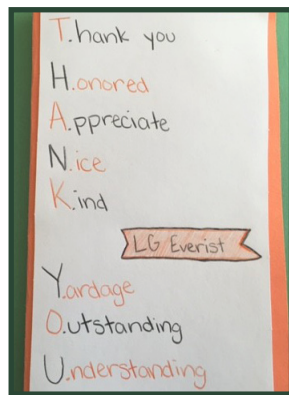 T.hank you
H.onored
A.ppreciate
N.ice
K.ind
LG Everist
Y.ardage
O.utstanding
U.nderstanding